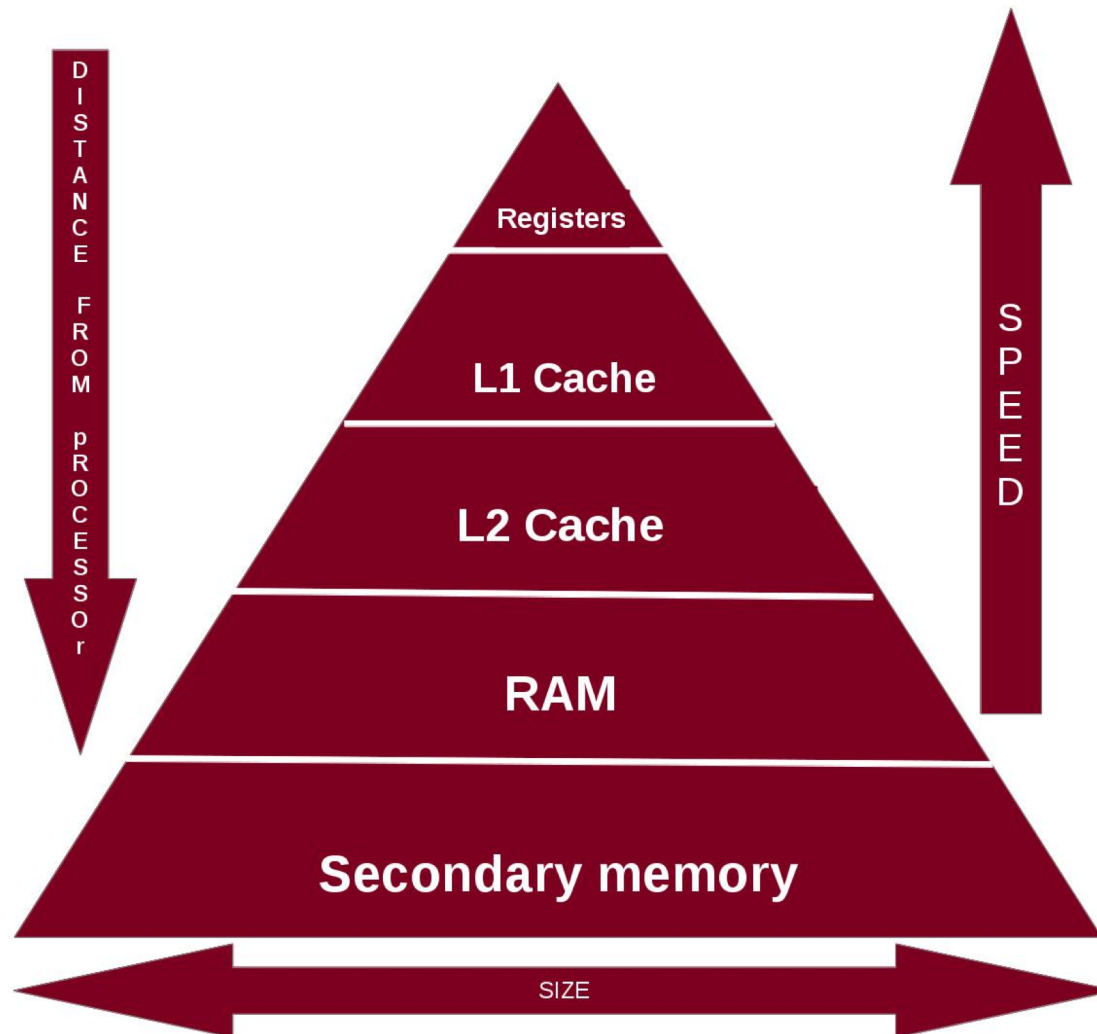 DISTANCE FROM pROCESSOr
Registers
L1 Cache
L2 Cache
RAM
Secondary memory
SPEED
SIZE